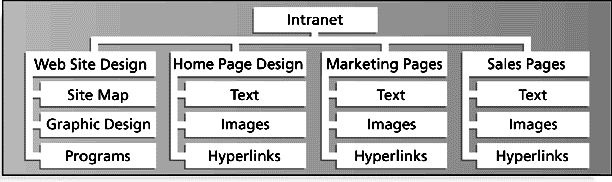 Intranet
Web Site Design
Site Map
Graphic Design
Programs
Home Page Design
Text
Images
Hyperlinks
Marketing Pages
Text
Images
Hyperlinks
Sales Pages
Text
Images
Hyperlinks